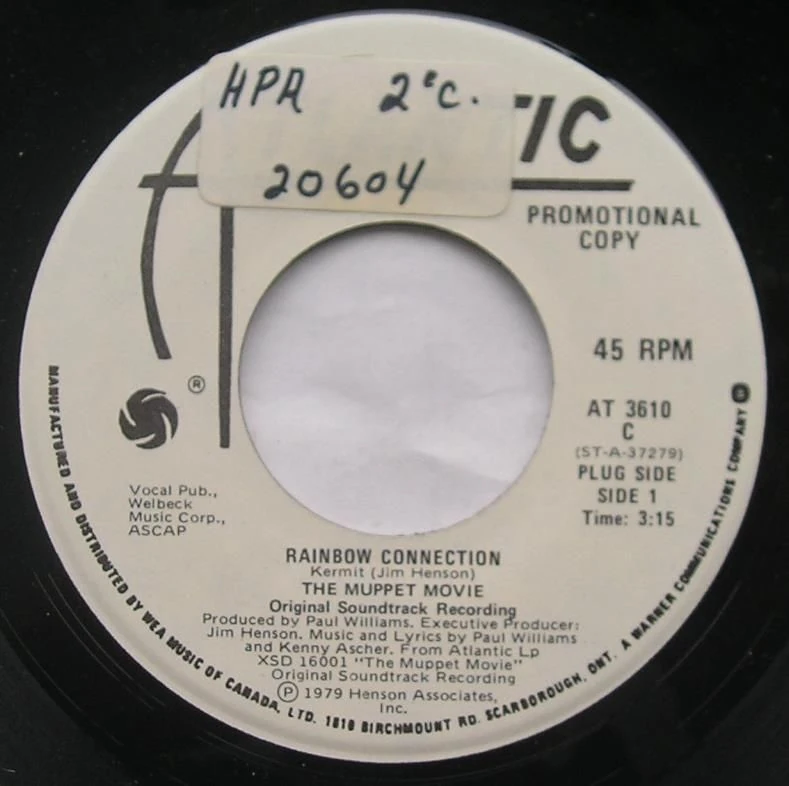 HPR 2°C.
20604
TIC
PROMOTIONAL
COPY
45 RPM
®
AT 3610
C
(ST-A-37279)
PLUG SIDE
SIDE 1
Time: 3:15
Vocal Pub.,
Welbeck
Music Corp.,
ASCAP
RAINBOW CONNECTION
Kermit (Jim Henson)
THE MUPPET MOVIE
Original Soundtrack Recording
Produced by Paul Williams. Executive Producer:
Jim Henson. Music and Lyrics by Paul Williams
and Kenny Ascher. From Atlantic Lp
XSD 16001 "The Muppet Movie"
Original Soundtrack Recording
℗ 1979 Henson Associates,
Inc.
MANUFACTURED AND DISTRIBUTED BY WEA MUSIC OF CANADA, LTD. 1810 BIRCHMOUNT RD. SCARBOROUGH, ONT. A WARNER COMMUNICATIONS COMPANY